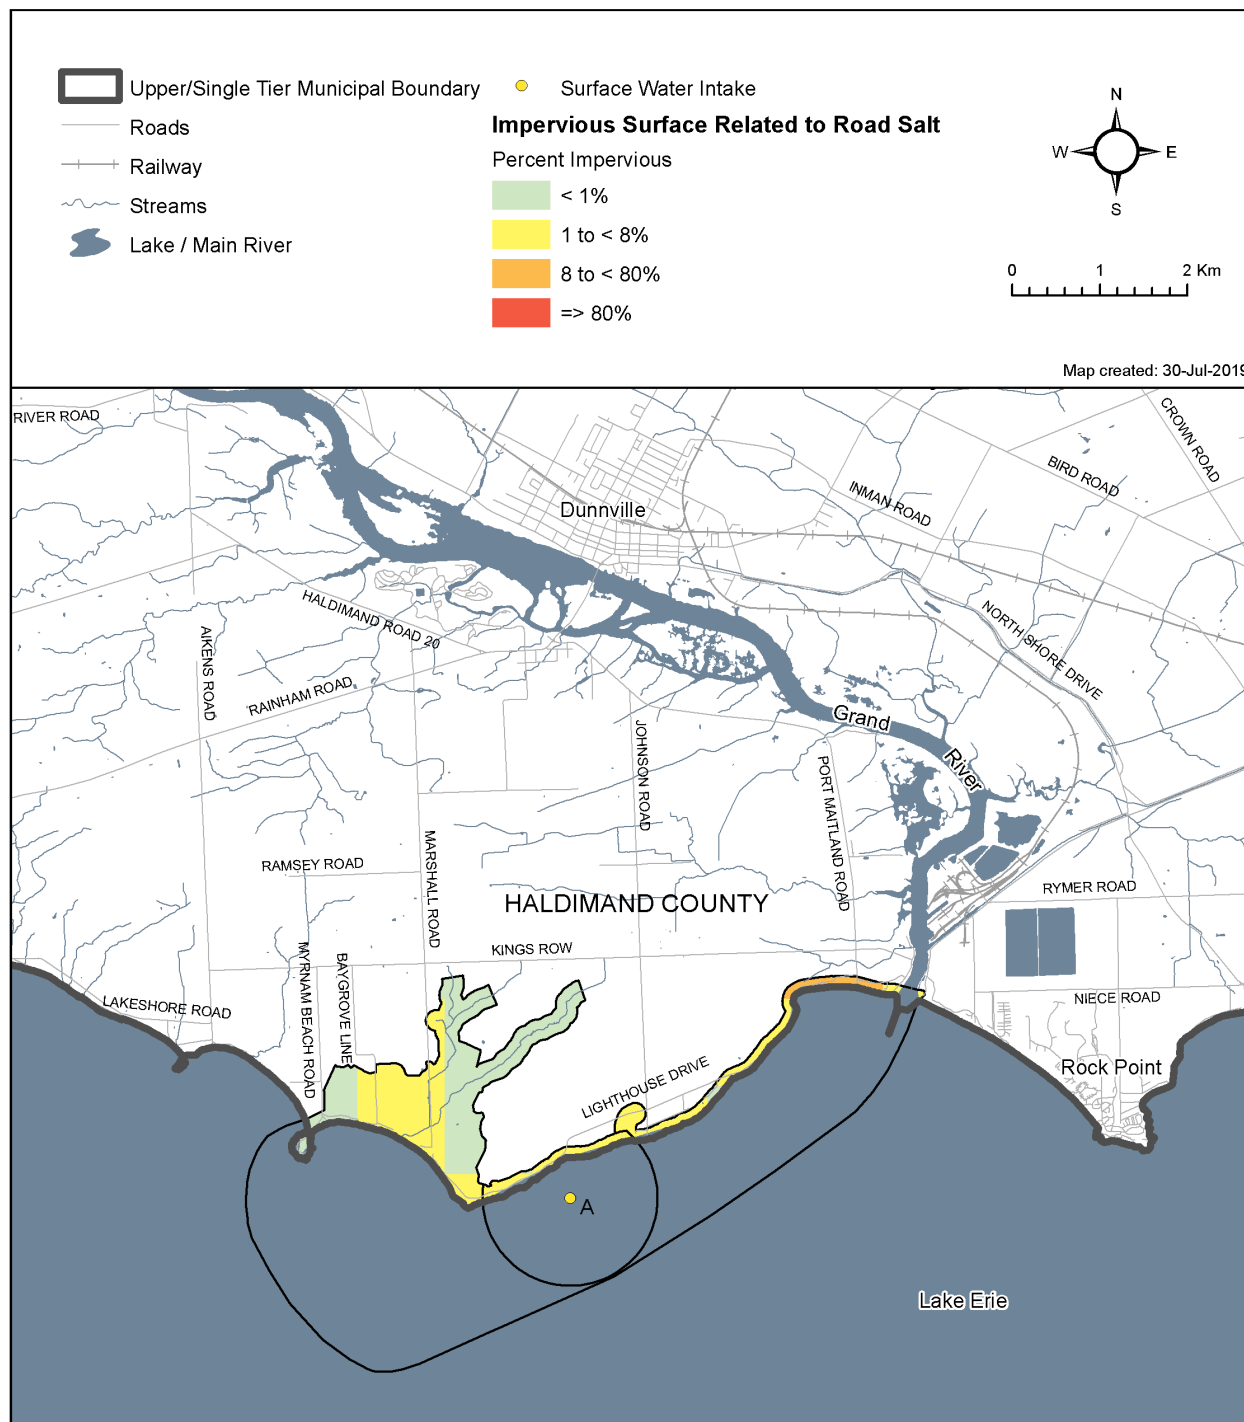 Upper/Single Tier Municipal Boundary
Roads
Railway
Streams
Lake / Main River
Surface Water Intake
Impervious Surface Related to Road Salt
Percent Impervious
< 1%
1 to < 8%
8 to < 80%
=> 80%
N
W E
S
0 1 2 Km
Map created: 30-Jul-2019
RIVER ROAD
CROWN ROAD
BIRD ROAD
INMAN ROAD
Dunnville
HALDIMAND ROAD 20
NORTH SHORE DRIVE
AIKENS ROAD
RAINHAM ROAD
JOHNSON ROAD
Grand
River
PORT MAITLAND ROAD
MARSHALL ROAD
RAMSEY ROAD
RYMER ROAD
HALDIMAND COUNTY
KINGS ROW
MYRNAM BEACH ROAD
BAYGROVE LINE
LAKESHORE ROAD
NIECE ROAD
Rock Point
LIGHTHOUSE DRIVE
A
Lake Erie